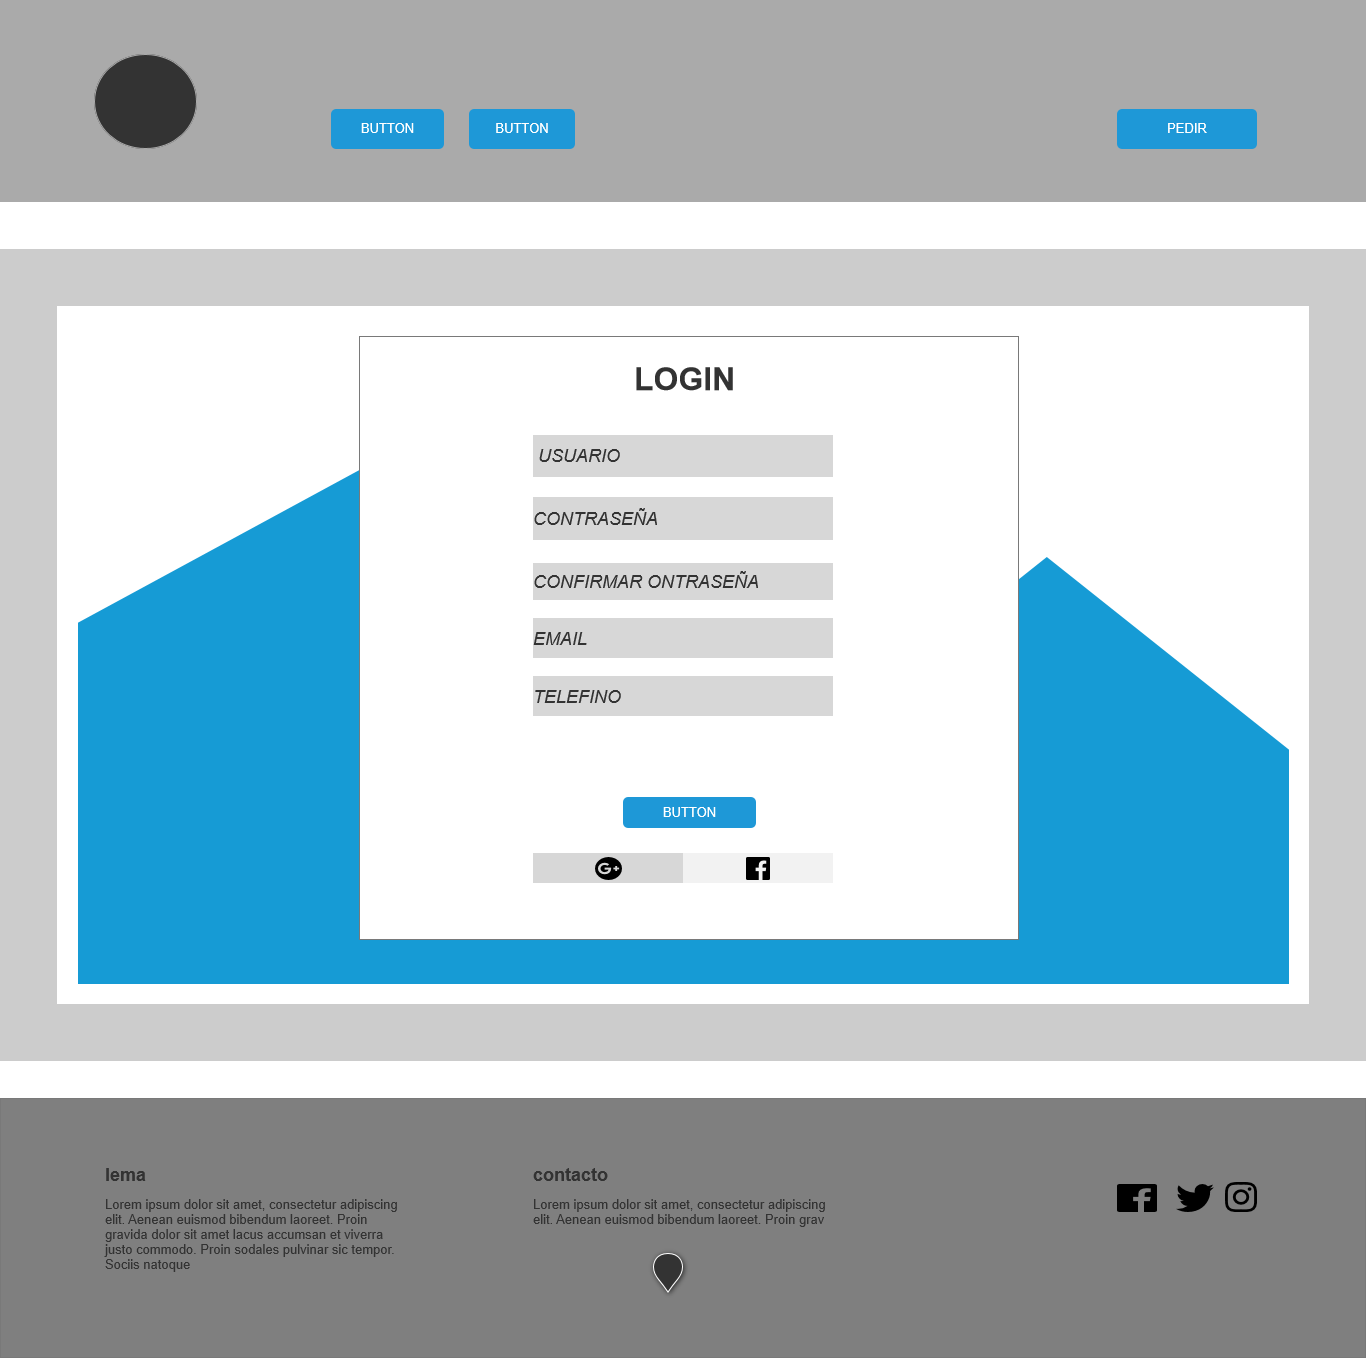 BUTTON
BUTTON
PEDIR
LOGIN
USUARIO
CONTRASEÑA
CONFIRMAR ONTRASEÑA
EMAIL
TELEFINO
BUTTON
lema
Lorem ipsum dolor sit amet, consectetur adipiscing
elit. Aenean euismod bibendum laoreet. Proin
gravida dolor sit amet lacus accumsan et viverra
justo commodo. Proin sodales pulvinar sic tempor.
Sociis natoque
contacto
Lorem ipsum dolor sit amet, consectetur adipiscing
elit. Aenean euismod bibendum laoreet. Proin grav